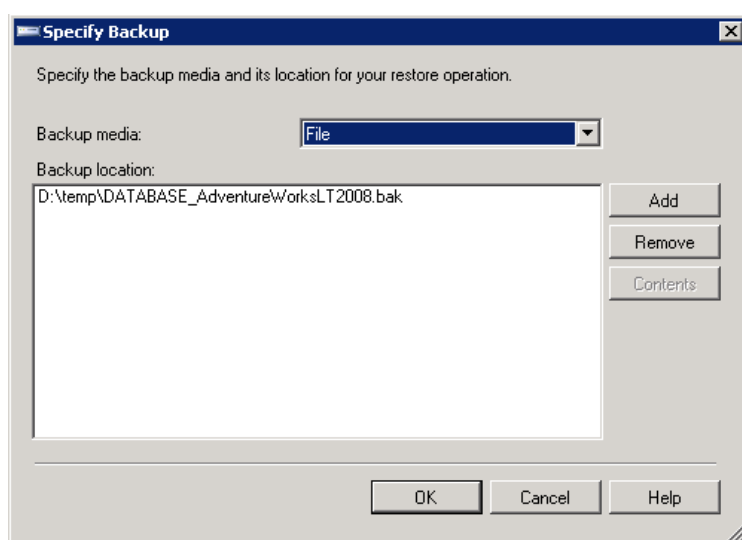 Specify Backup
Specify the backup media and its location for your restore operation.
Backup media:
File
Backup location:
D:\temp\DATABASE_AdventureWorksLT2008.bak
Add
Remove
Contents
OK
Cancel
Help